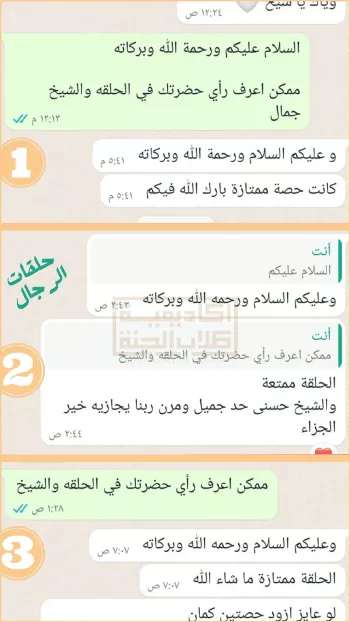 وياك يا شيخ
١٢:٢٤ ص
السلام عليكم ورحمة الله وبركاته
ممكن اعرف رأي حضرتك في الحلقه والشيخ
جمال
١٢:١٣ م
1
و عليكم السلام ورحمة الله وبركاته
٥:٤١ م
كانت حصة ممتازة بارك الله فيكم
٥:٤١ م
حلقات
الرجال
أنت
السلام عليكم
وعليكم السلام ورحمه الله وبركاته
٢:٤٣ ص
أكاديمية
طلاب الجنة
2
أنت
ممكن اعرف رأي حضرتك في الحلقه والشيخ
الحلقة ممتعة
والشيخ حسنى حد جميل ومرن ربنا يجازيه خير
الجزاء
٢:٤٤ ص
ممكن اعرف رأي حضرتك في الحلقه والشيخ
١:٢٨ ص
3
وعليكم السلام ورحمه الله وبركاته
٧:٠٧ ص
الحلقة ممتازة ما شاء الله
٧:٠٧ ص
لو عايز ازود حصتين كمان